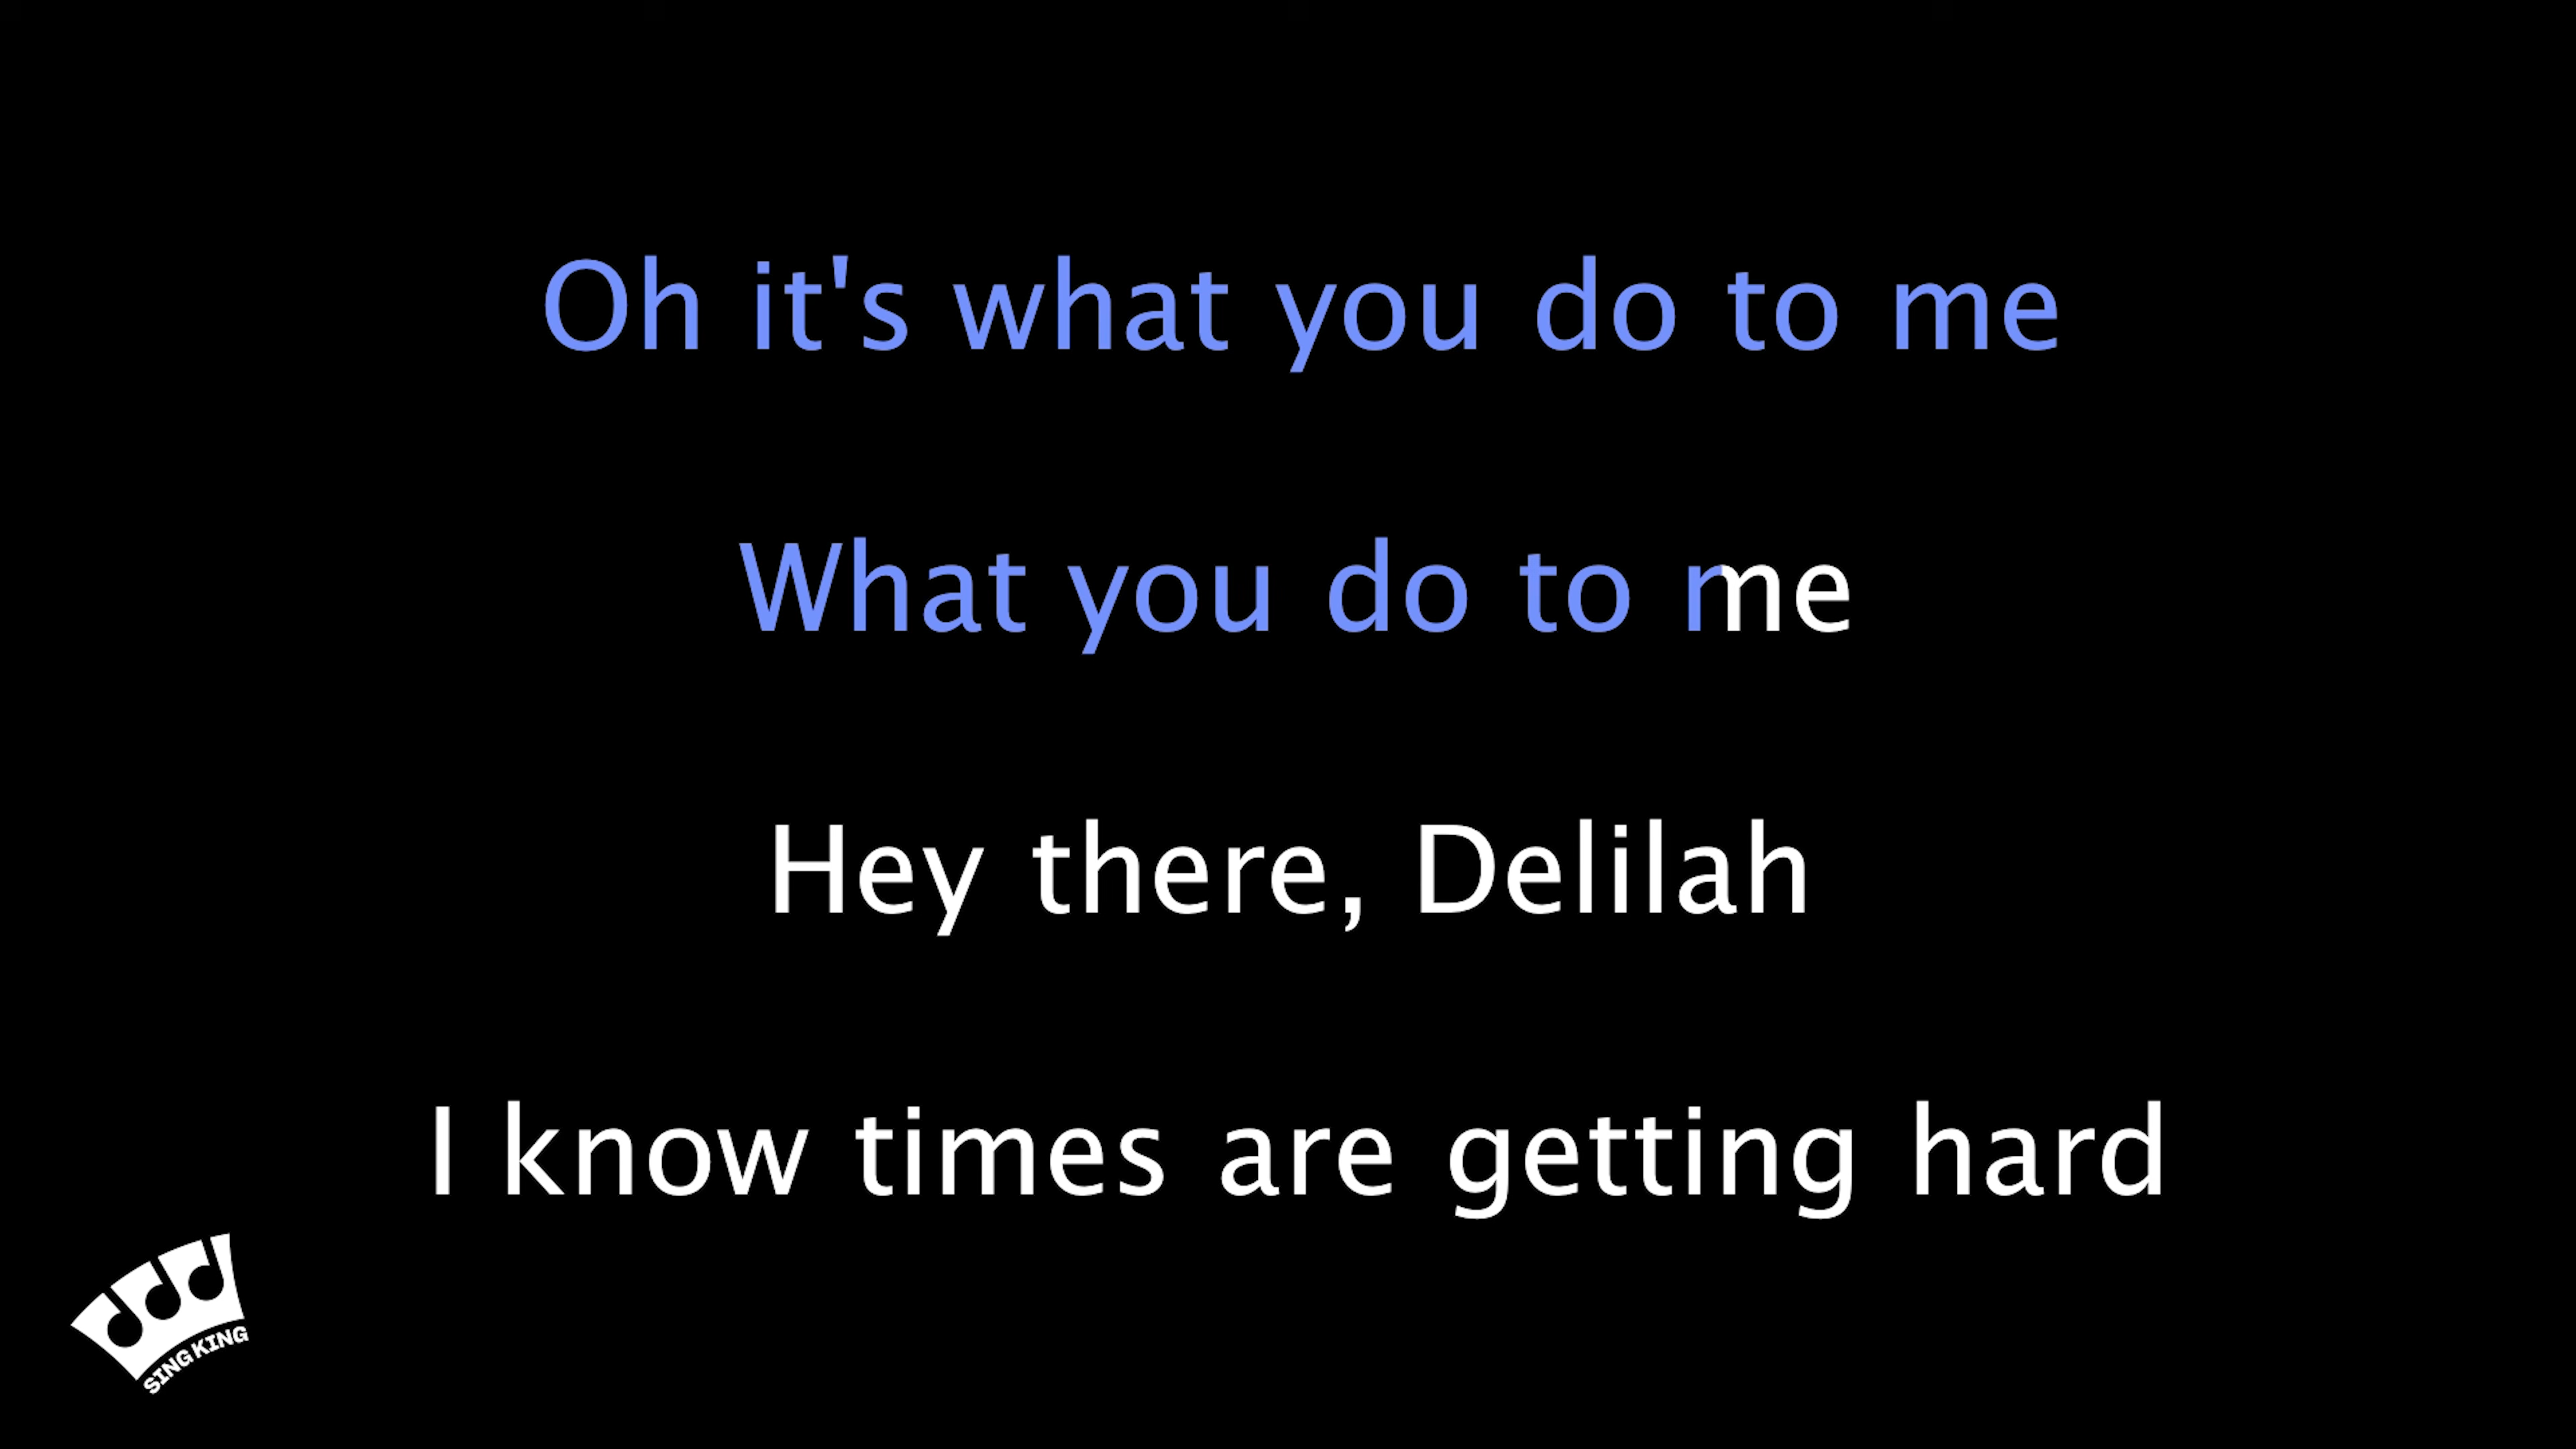 Oh it's what you do to me
What you do to me
Hey there, Delilah
I know times are getting hard
SING KING